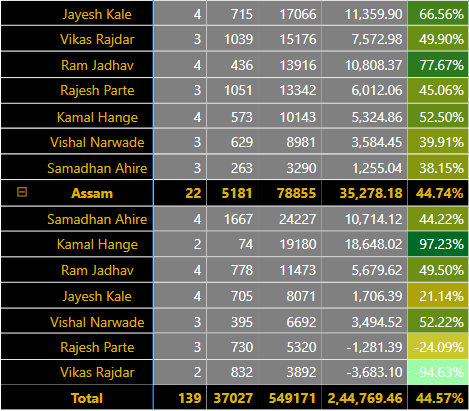 Jayesh Kale 4 715 17066 11,359.90 66.56%
Vikas Rajdar 3 1039 15176 7,572.98 49.90%
Ram Jadhav 4 436 13916 10,808.37 77.67%
Rajesh Parte 3 1051 13342 6,012.06 45.06%
Kamal Hange 4 573 10143 5,324.86 52.50%
Vishal Narwade 3 629 8981 3,584.45 39.91%
Samadhan Ahire 3 263 3290 1,255.04 38.15%
Assam 22 5181 78855 35,278.18 44.74%
Samadhan Ahire 4 1667 24227 10,714.12 44.22%
Kamal Hange 2 74 19180 18,648.02 97.23%
Ram Jadhav 4 778 11473 5,679.62 49.50%
Jayesh Kale 4 705 8071 1,706.39 21.14%
Vishal Narwade 3 395 6692 3,494.52 52.22%
Rajesh Parte 3 730 5320 -1,281.39 -24.09%
Vikas Rajdar 2 832 3892 -3,683.10 -94.63%
Total 139 37027 549171 2,44,769.46 44.57%